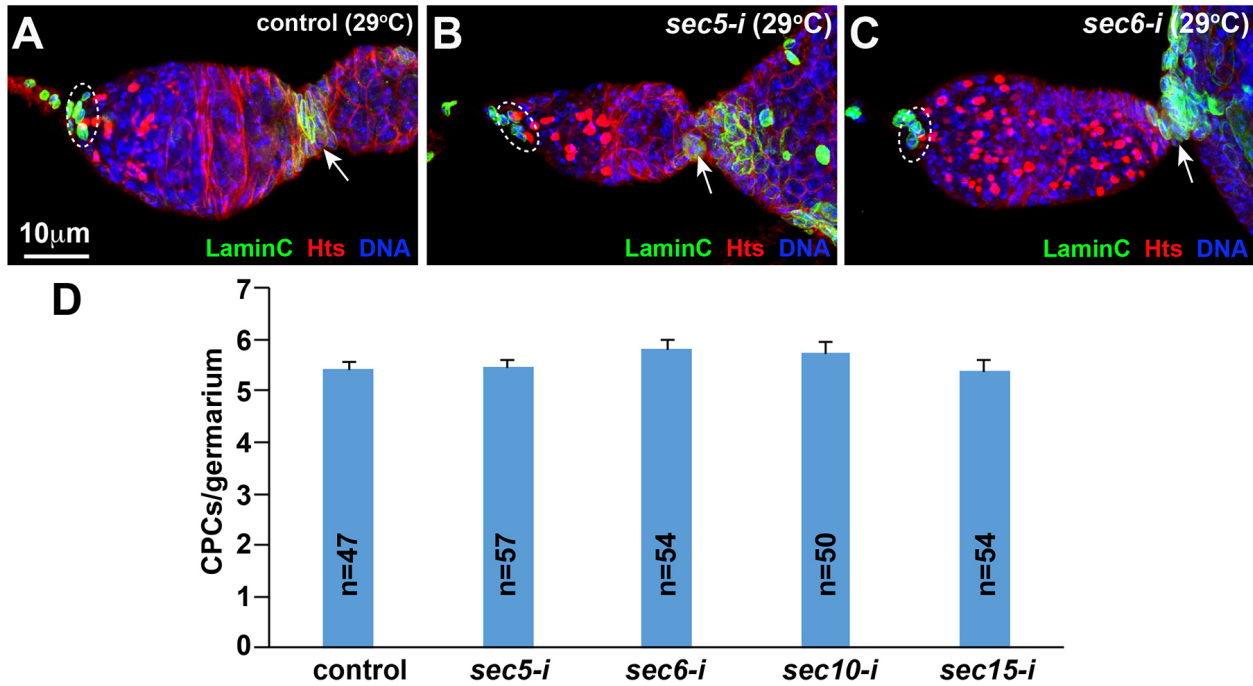 A
control (29°C)
10μm
LaminC Hts DNA
B
sec5-i (29°C)
LaminC Hts DNA
C
sec6-i (29°C)
LaminC Hts DNA
D
CPCs/germarium
7
6
5
4
3
2
1
0
n=47
n=57
n=54
n=50
n=54
control
sec5-i
sec6-i
sec10-i
sec15-i